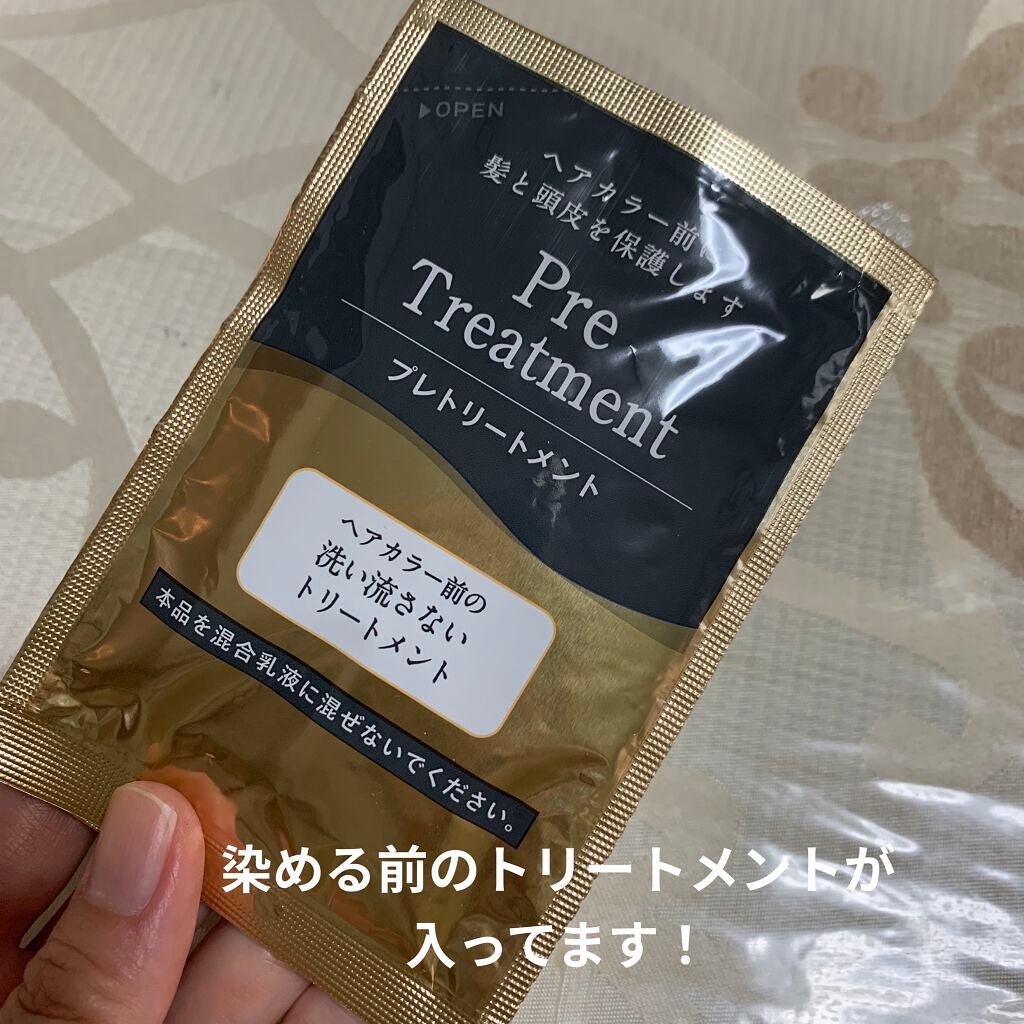 ▶OPEN
ヘアカラー前に
髪と頭皮を保護します
Pre
Treatment
プレトリートメント
ヘアカラー前の
洗い流さない
トリートメント
本品を混合乳液に混ぜないでください。
染める前のトリートメントが
入ってます！